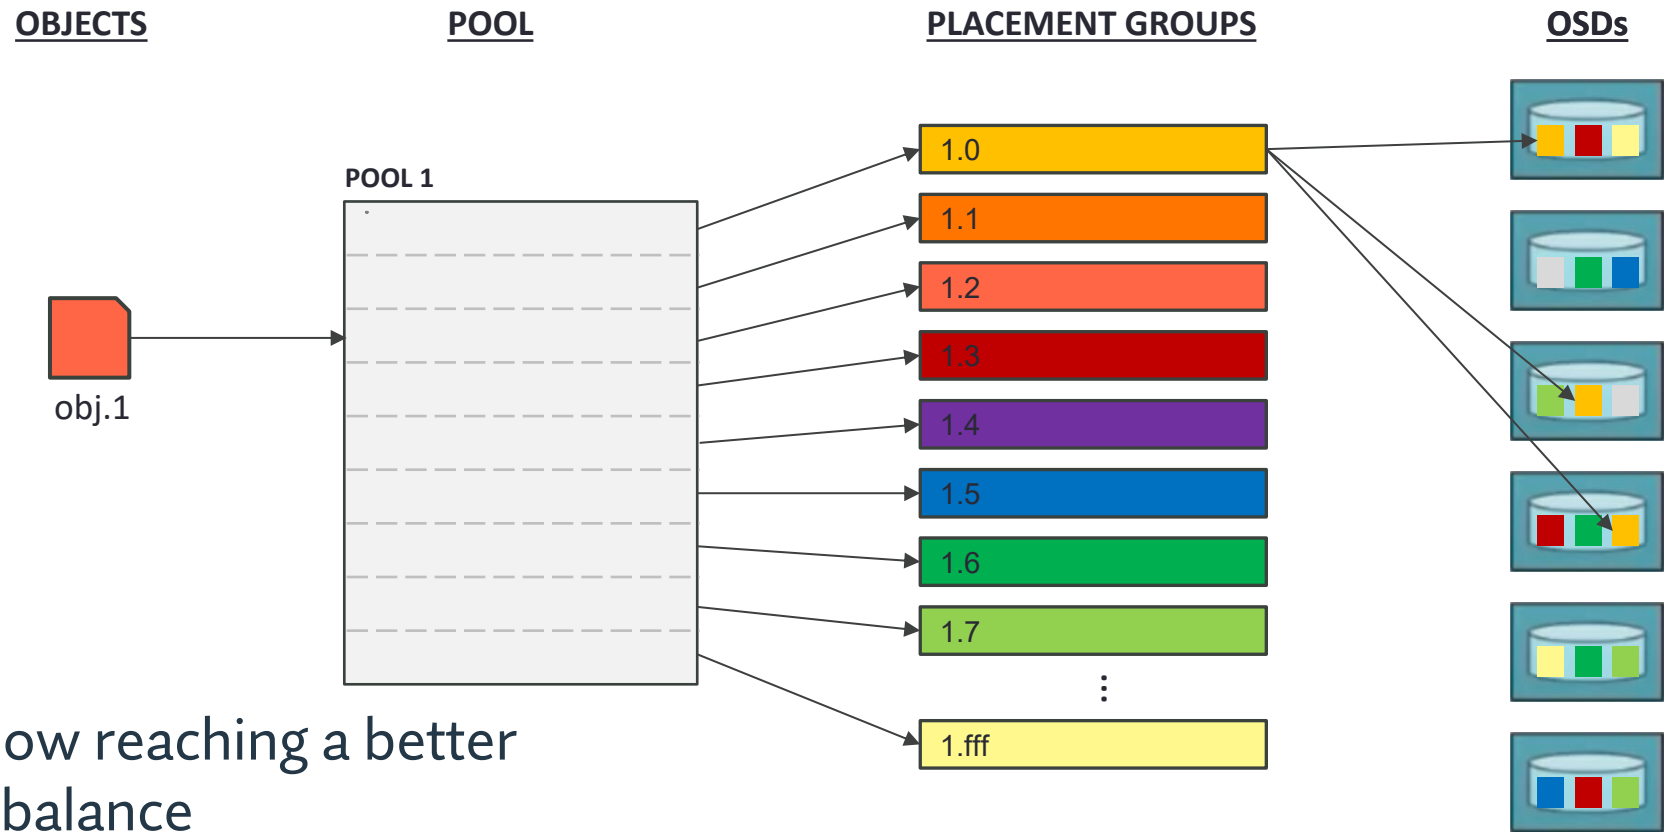 OBJECTS
POOL
PLACEMENT GROUPS
OSDs
POOL 1
obj.1
1.0
1.1
1.2
1.3
1.4
1.5
1.6
1.7
⋮
1.fff
ow reaching a better
balance